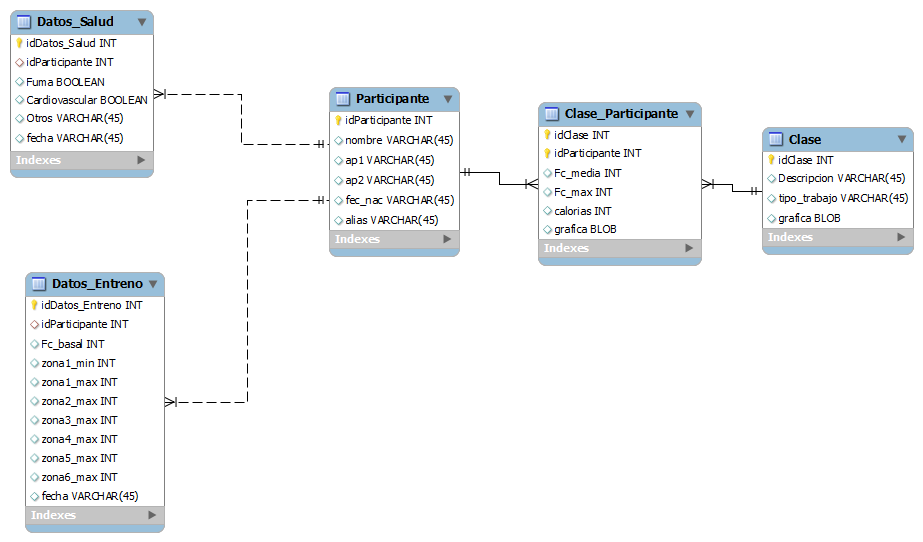 Datos_Salud
idDatos_Salud INT
idParticipante INT
Fuma BOOLEAN
Cardiovascular BOOLEAN
Otros VARCHAR(45)
fecha VARCHAR(45)
Indexes
Participante
idParticipante INT
nombre VARCHAR(45)
ap1 VARCHAR(45)
ap2 VARCHAR(45)
fec_nac VARCHAR(45)
alias VARCHAR(45)
Indexes
Clase_Participante
idClase INT
idParticipante INT
Fc_media INT
Fc_max INT
calorias INT
grafica BLOB
Indexes
Clase
idClase INT
Descripcion VARCHAR(45)
tipo_trabajo VARCHAR(45)
grafica BLOB
Indexes
Datos_Entreno
idDatos_Entreno INT
idParticipante INT
Fc_basal INT
zona1_min INT
zona1_max INT
zona2_max INT
zona3_max INT
zona4_max INT
zona5_max INT
zona6_max INT
fecha VARCHAR(45)
Indexes